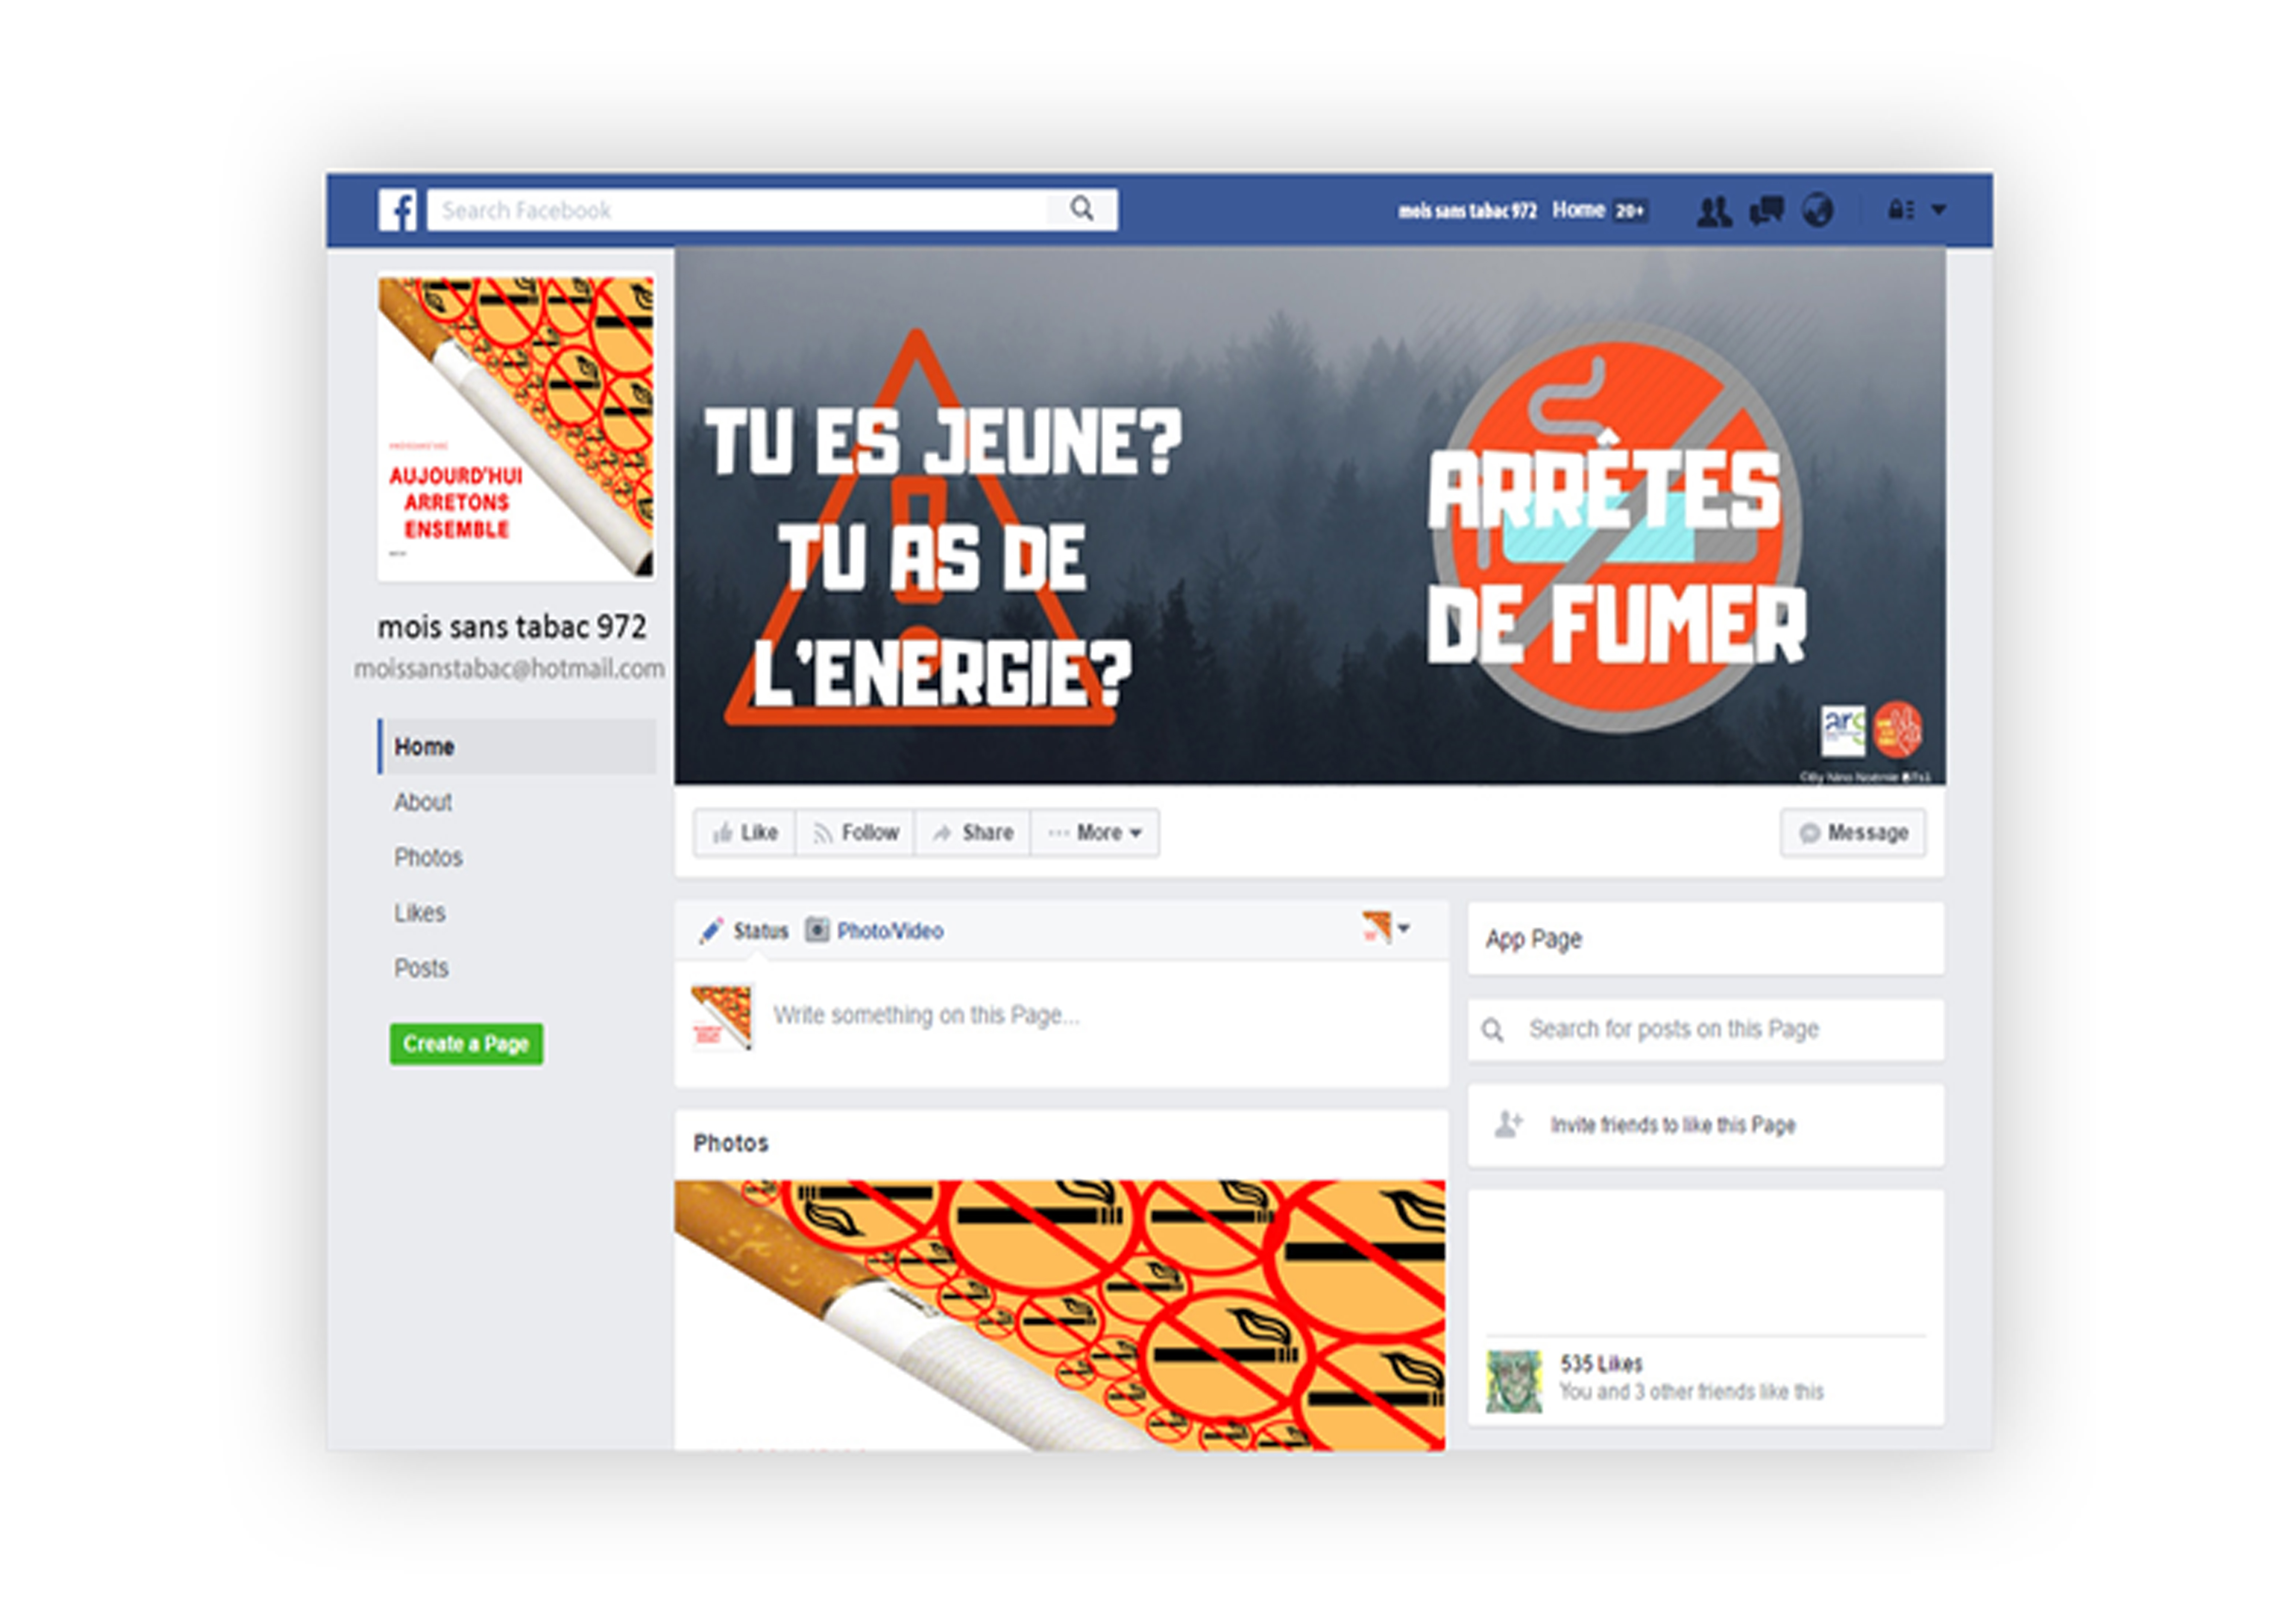 Search Facebook
mois sans tabac 972 Home 20+
AUJOURD'HUI
ARRETONS
ENSEMBLE
mois sans tabac 972
moissanstabac@hotmail.com
Home
About
Photos
Likes
Posts
Create a Page
TU ES JEUNE?
TU AS DE
L'ENERGIE?
ARRÊTES
DE FUMER
Like Follow Share More
Message
Status Photo/Video
Write something on this Page...
Photos
App Page
Search for posts on this Page
Invite friends to like this Page
535 Likes
You and 3 other friends like this